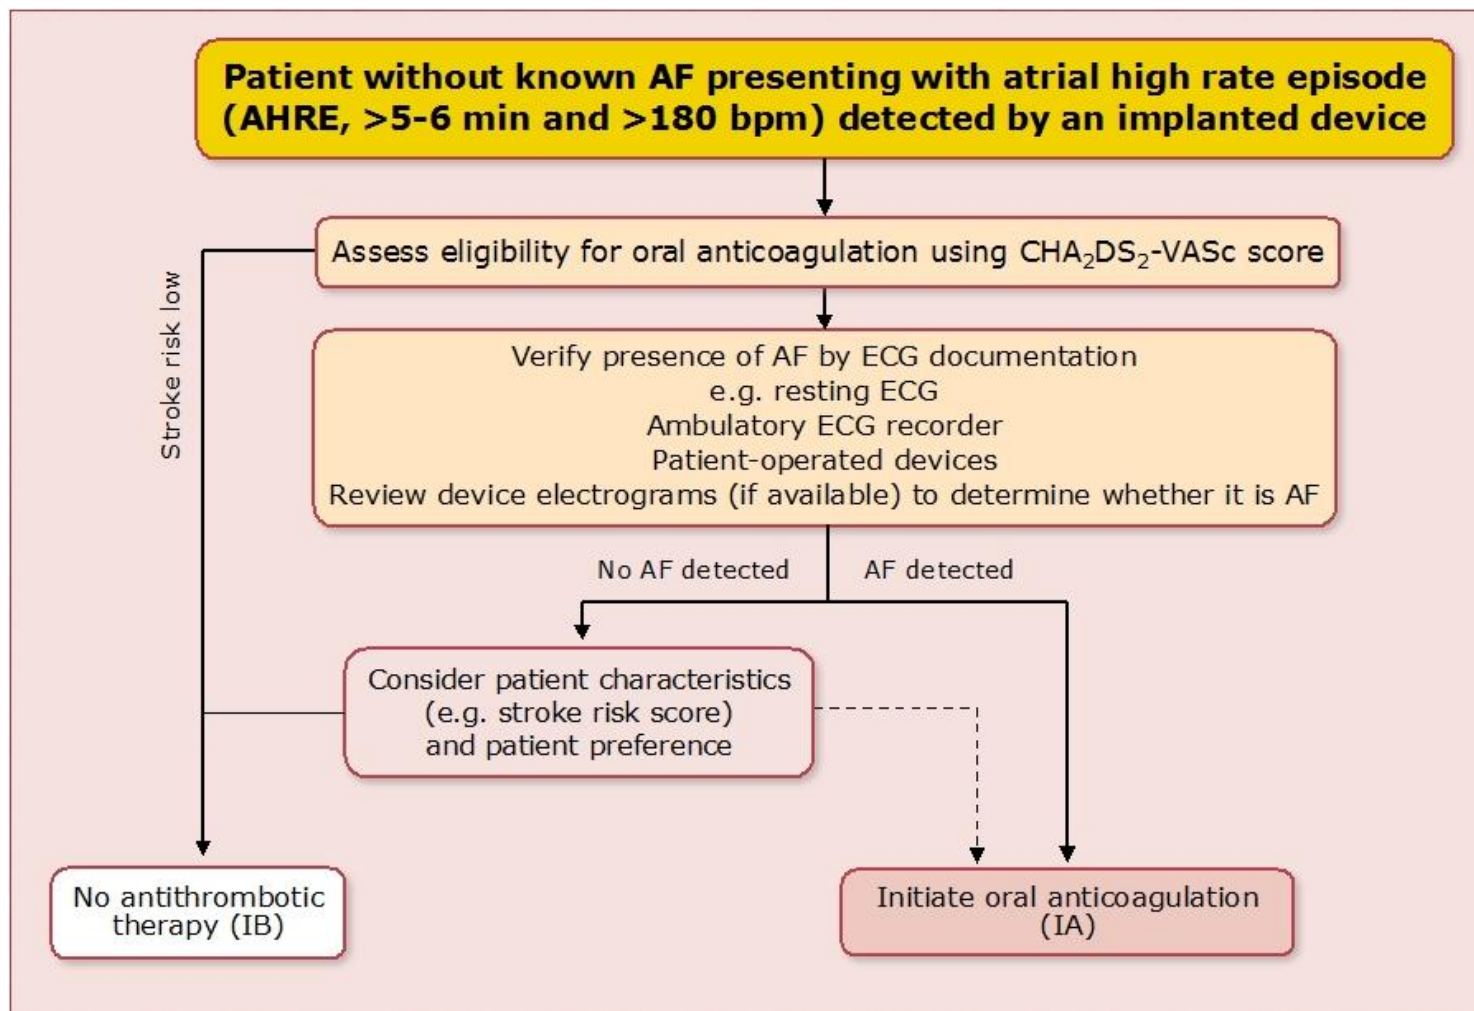 Patient without known AF presenting with atrial high rate episode
(AHRE, >5-6 min and >180 bpm) detected by an implanted device
Assess eligibility for oral anticoagulation using CHA₂DS₂-VASc score
Stroke risk low
Verify presence of AF by ECG documentation
e.g. resting ECG
Ambulatory ECG recorder
Patient-operated devices
Review device electrograms (if available) to determine whether it is AF
No AF detected
AF detected
Consider patient characteristics
(e.g. stroke risk score)
and patient preference
No antithrombotic
therapy (IB)
Initiate oral anticoagulation
(IA)